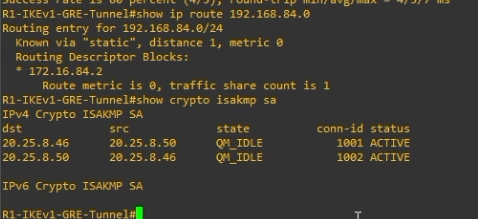 Success rate is 80 percent (4/5), round-trip min/avg/max = 4/5/7 ms
R1-IKEv1-GRE-Tunnel#show ip route 192.168.84.0
Routing entry for 192.168.84.0/24
Known via "static", distance 1, metric 0
Routing Descriptor Blocks:
* 172.16.84.2
Route metric is 0, traffic share count is 1
R1-IKEv1-GRE-Tunnel#show crypto isakmp sa
IPv4 Crypto ISAKMP SA
dst src state conn-id status
20.25.8.46 20.25.8.50 QM_IDLE 1001 ACTIVE
20.25.8.50 20.25.8.46 QM_IDLE 1002 ACTIVE
IPv6 Crypto ISAKMP SA
R1-IKEv1-GRE-Tunnel#